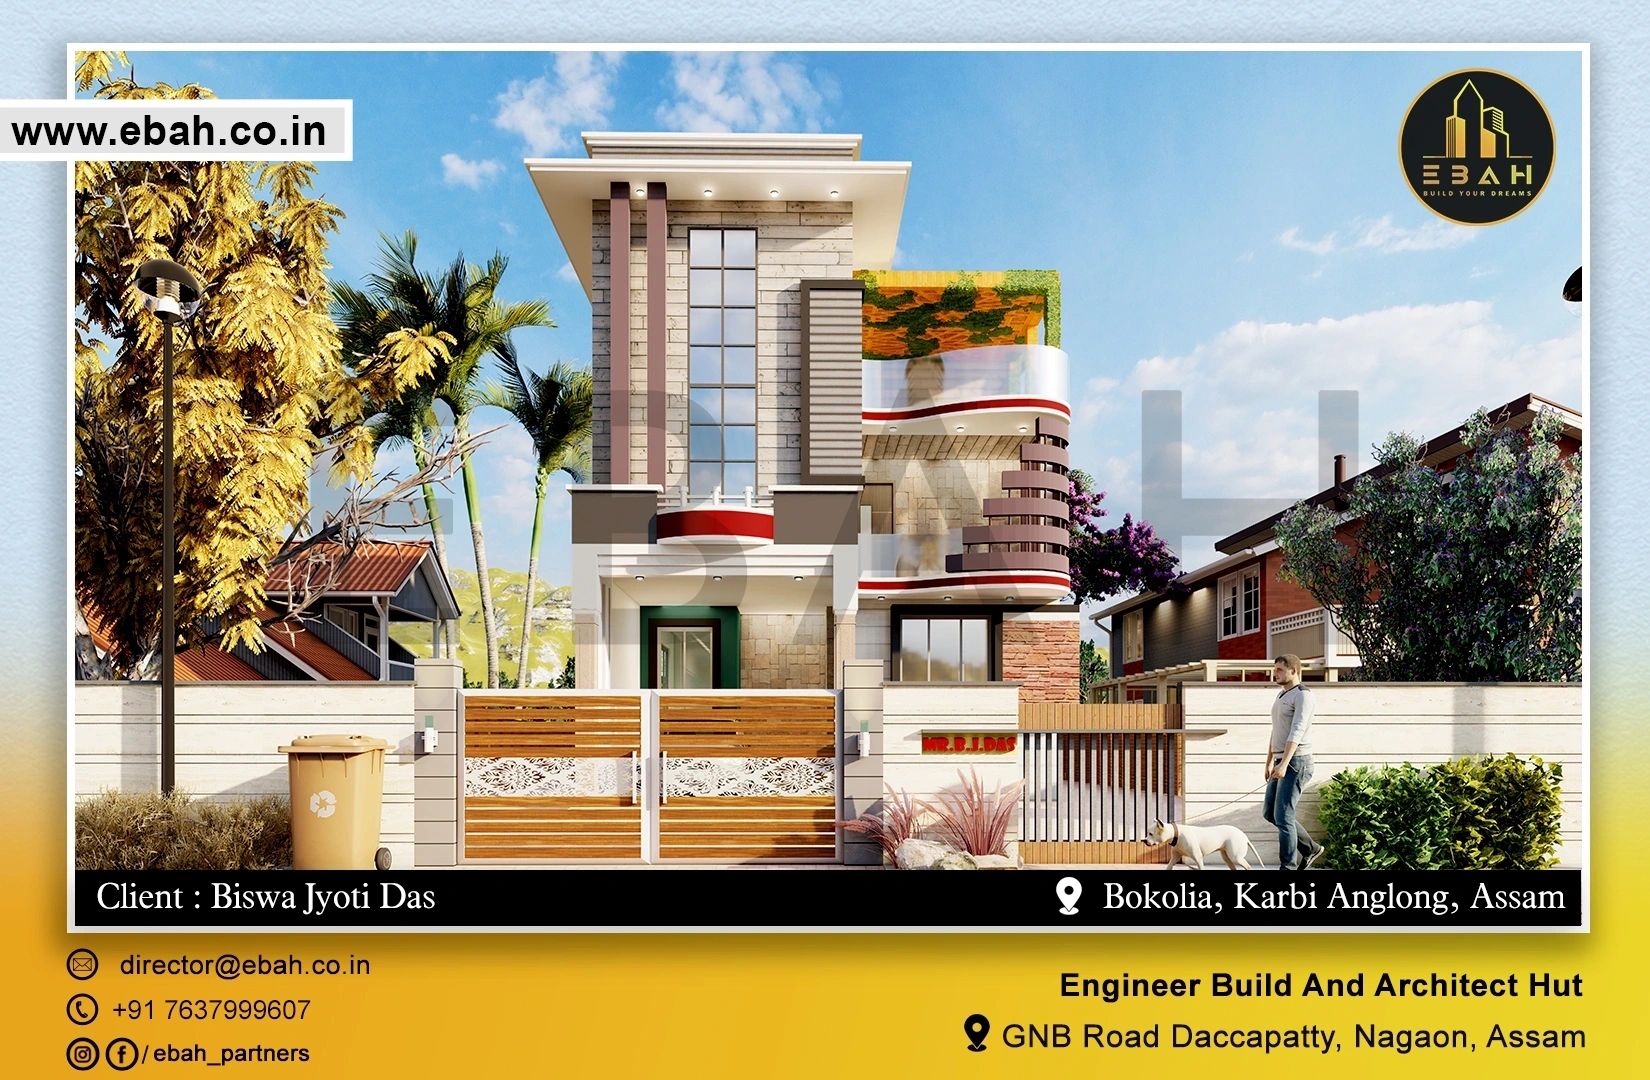 www.ebah.co.in
EBAH
BUILD YOUR DREAMS
EBAH
MR.B.J.DAS
Client : Biswa Jyoti Das
Bokolia, Karbi Anglong, Assam
director@ebah.co.in
+91 7637999607
/ ebah_partners
Engineer Build And Architect Hut
GNB Road Daccapatty, Nagaon, Assam